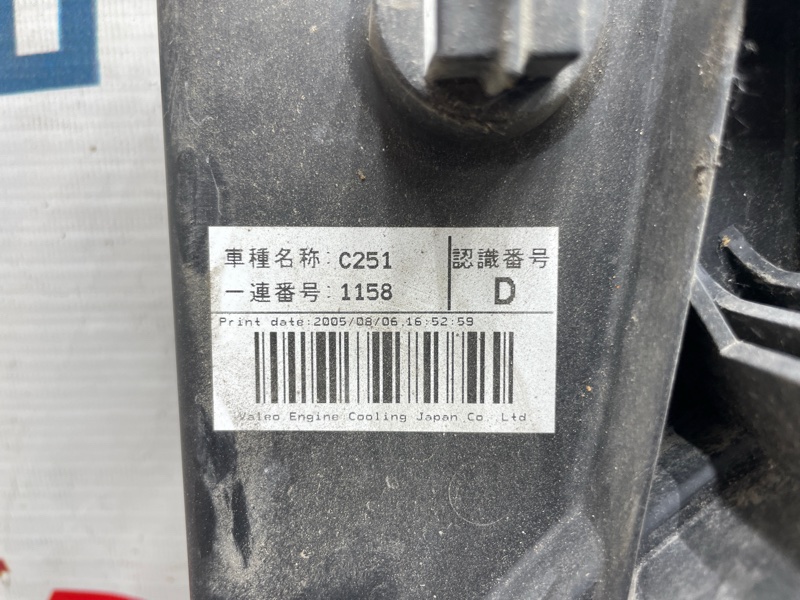 車種名称: C251
一連番号: 1158
認識番号
D
Print date:2005/08/06,16:52:59
Valeo Engine Cooling Japan Co.,Ltd